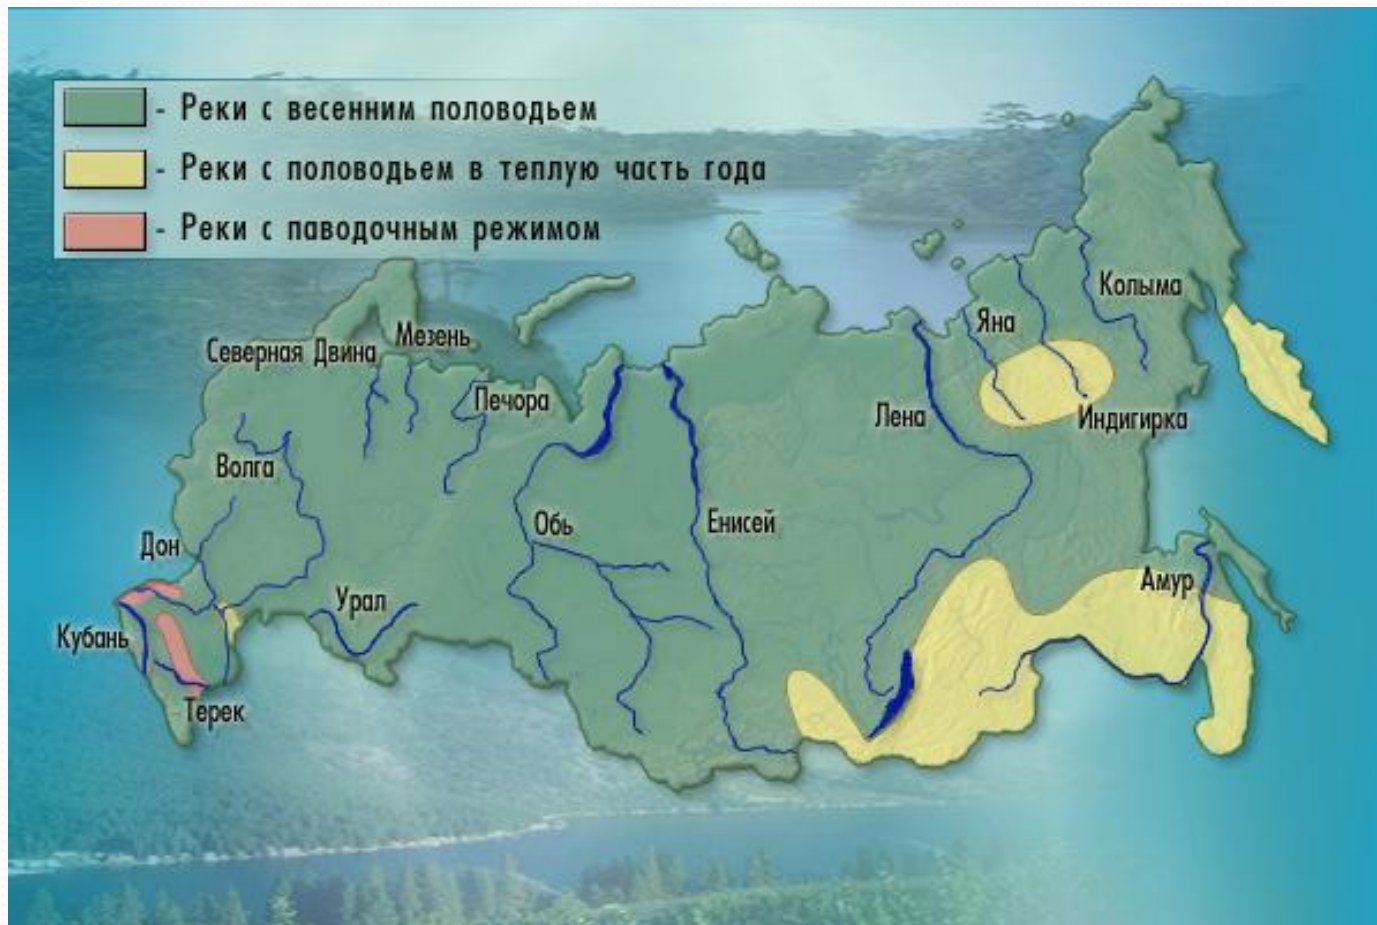 - Реки с весенним половодьем
- Реки с половодьем в теплую часть года
- Реки с паводочным режимом
Колыма
Яна
Мезень
Северная Двина
Печора
Лена
Индигирка
Волга
Обь
Енисей
Дон
Амур
Урал
Кубань
Терек